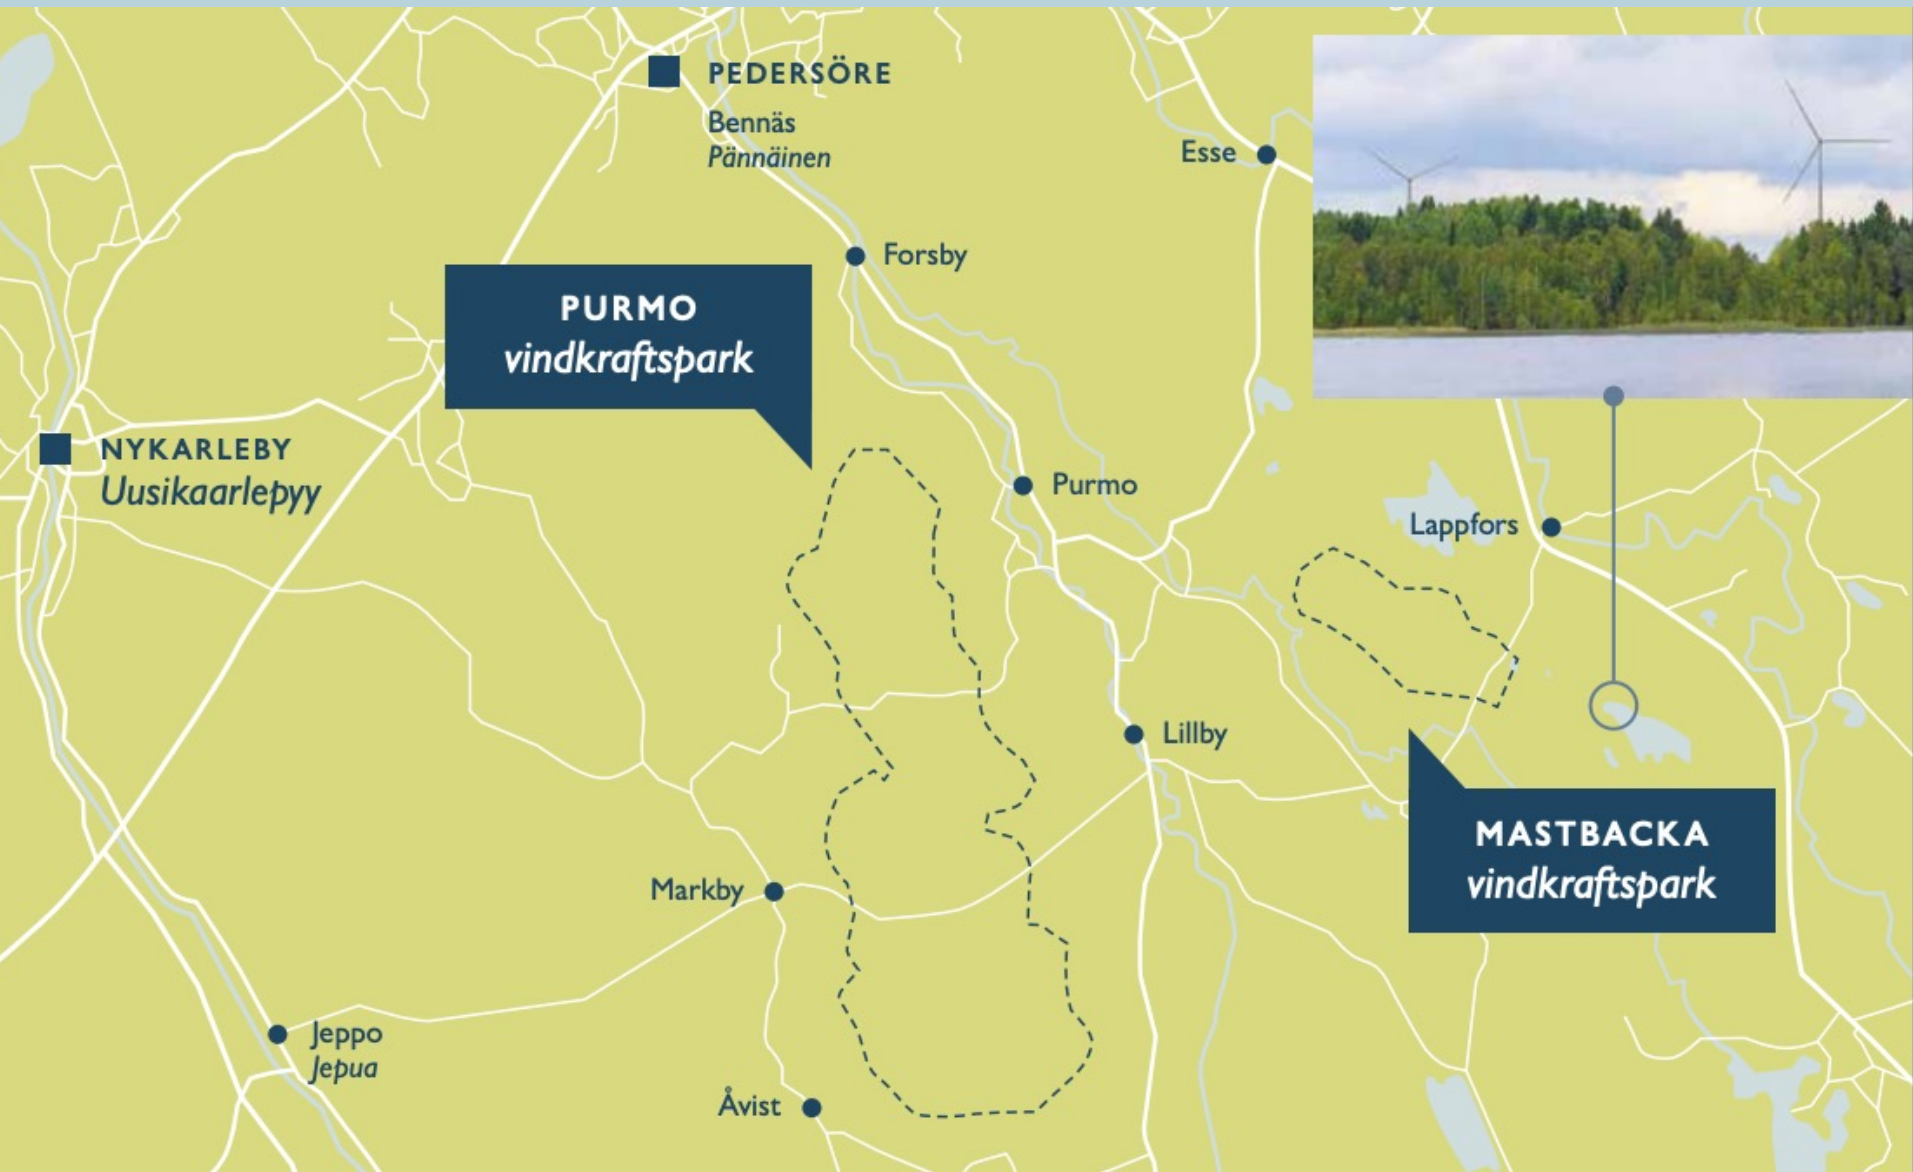 PEDERSÖRE
Bennäs
Pännäinen
Esse
Forsby
PURMO
vindkraftspark
NYKARLEBY
Uusikaarlepyy
Purmo
Lappfors
Lillby
MASTBACKA
vindkraftspark
Markby
Jeppo
Jepua
Åvist